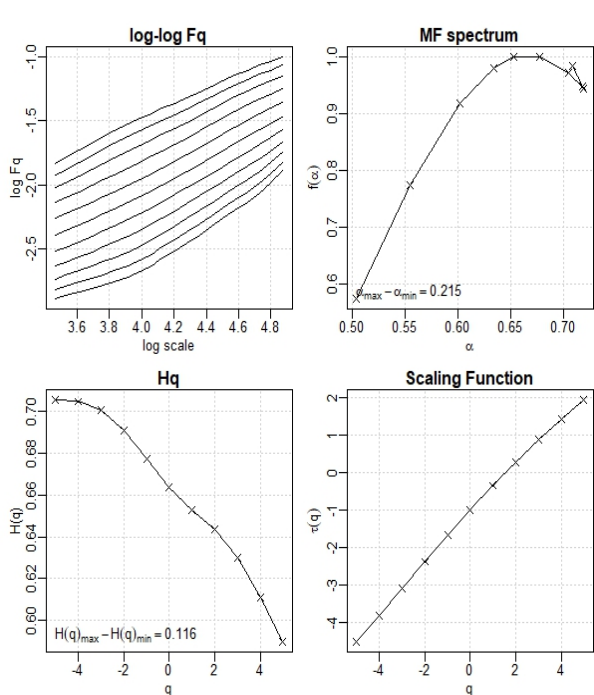 log-log Fq
-1.0
-1.5
-2.0
-2.5
log Fq
3.6 3.8 4.0 4.2 4.4 4.6 4.8
log scale
MF spectrum
1.0
0.9
0.8
0.7
0.6
f(α)
αmax − αmin = 0.215
0.50 0.55 0.60 0.65 0.70
α
Hq
0.70
0.68
0.66
0.64
0.62
0.60
H(q)
H(q)max − H(q)min = 0.116
-4 -2 0 2 4
q
Scaling Function
2
1
0
-1
-2
-3
-4
τ(q)
-4 -2 0 2 4
q